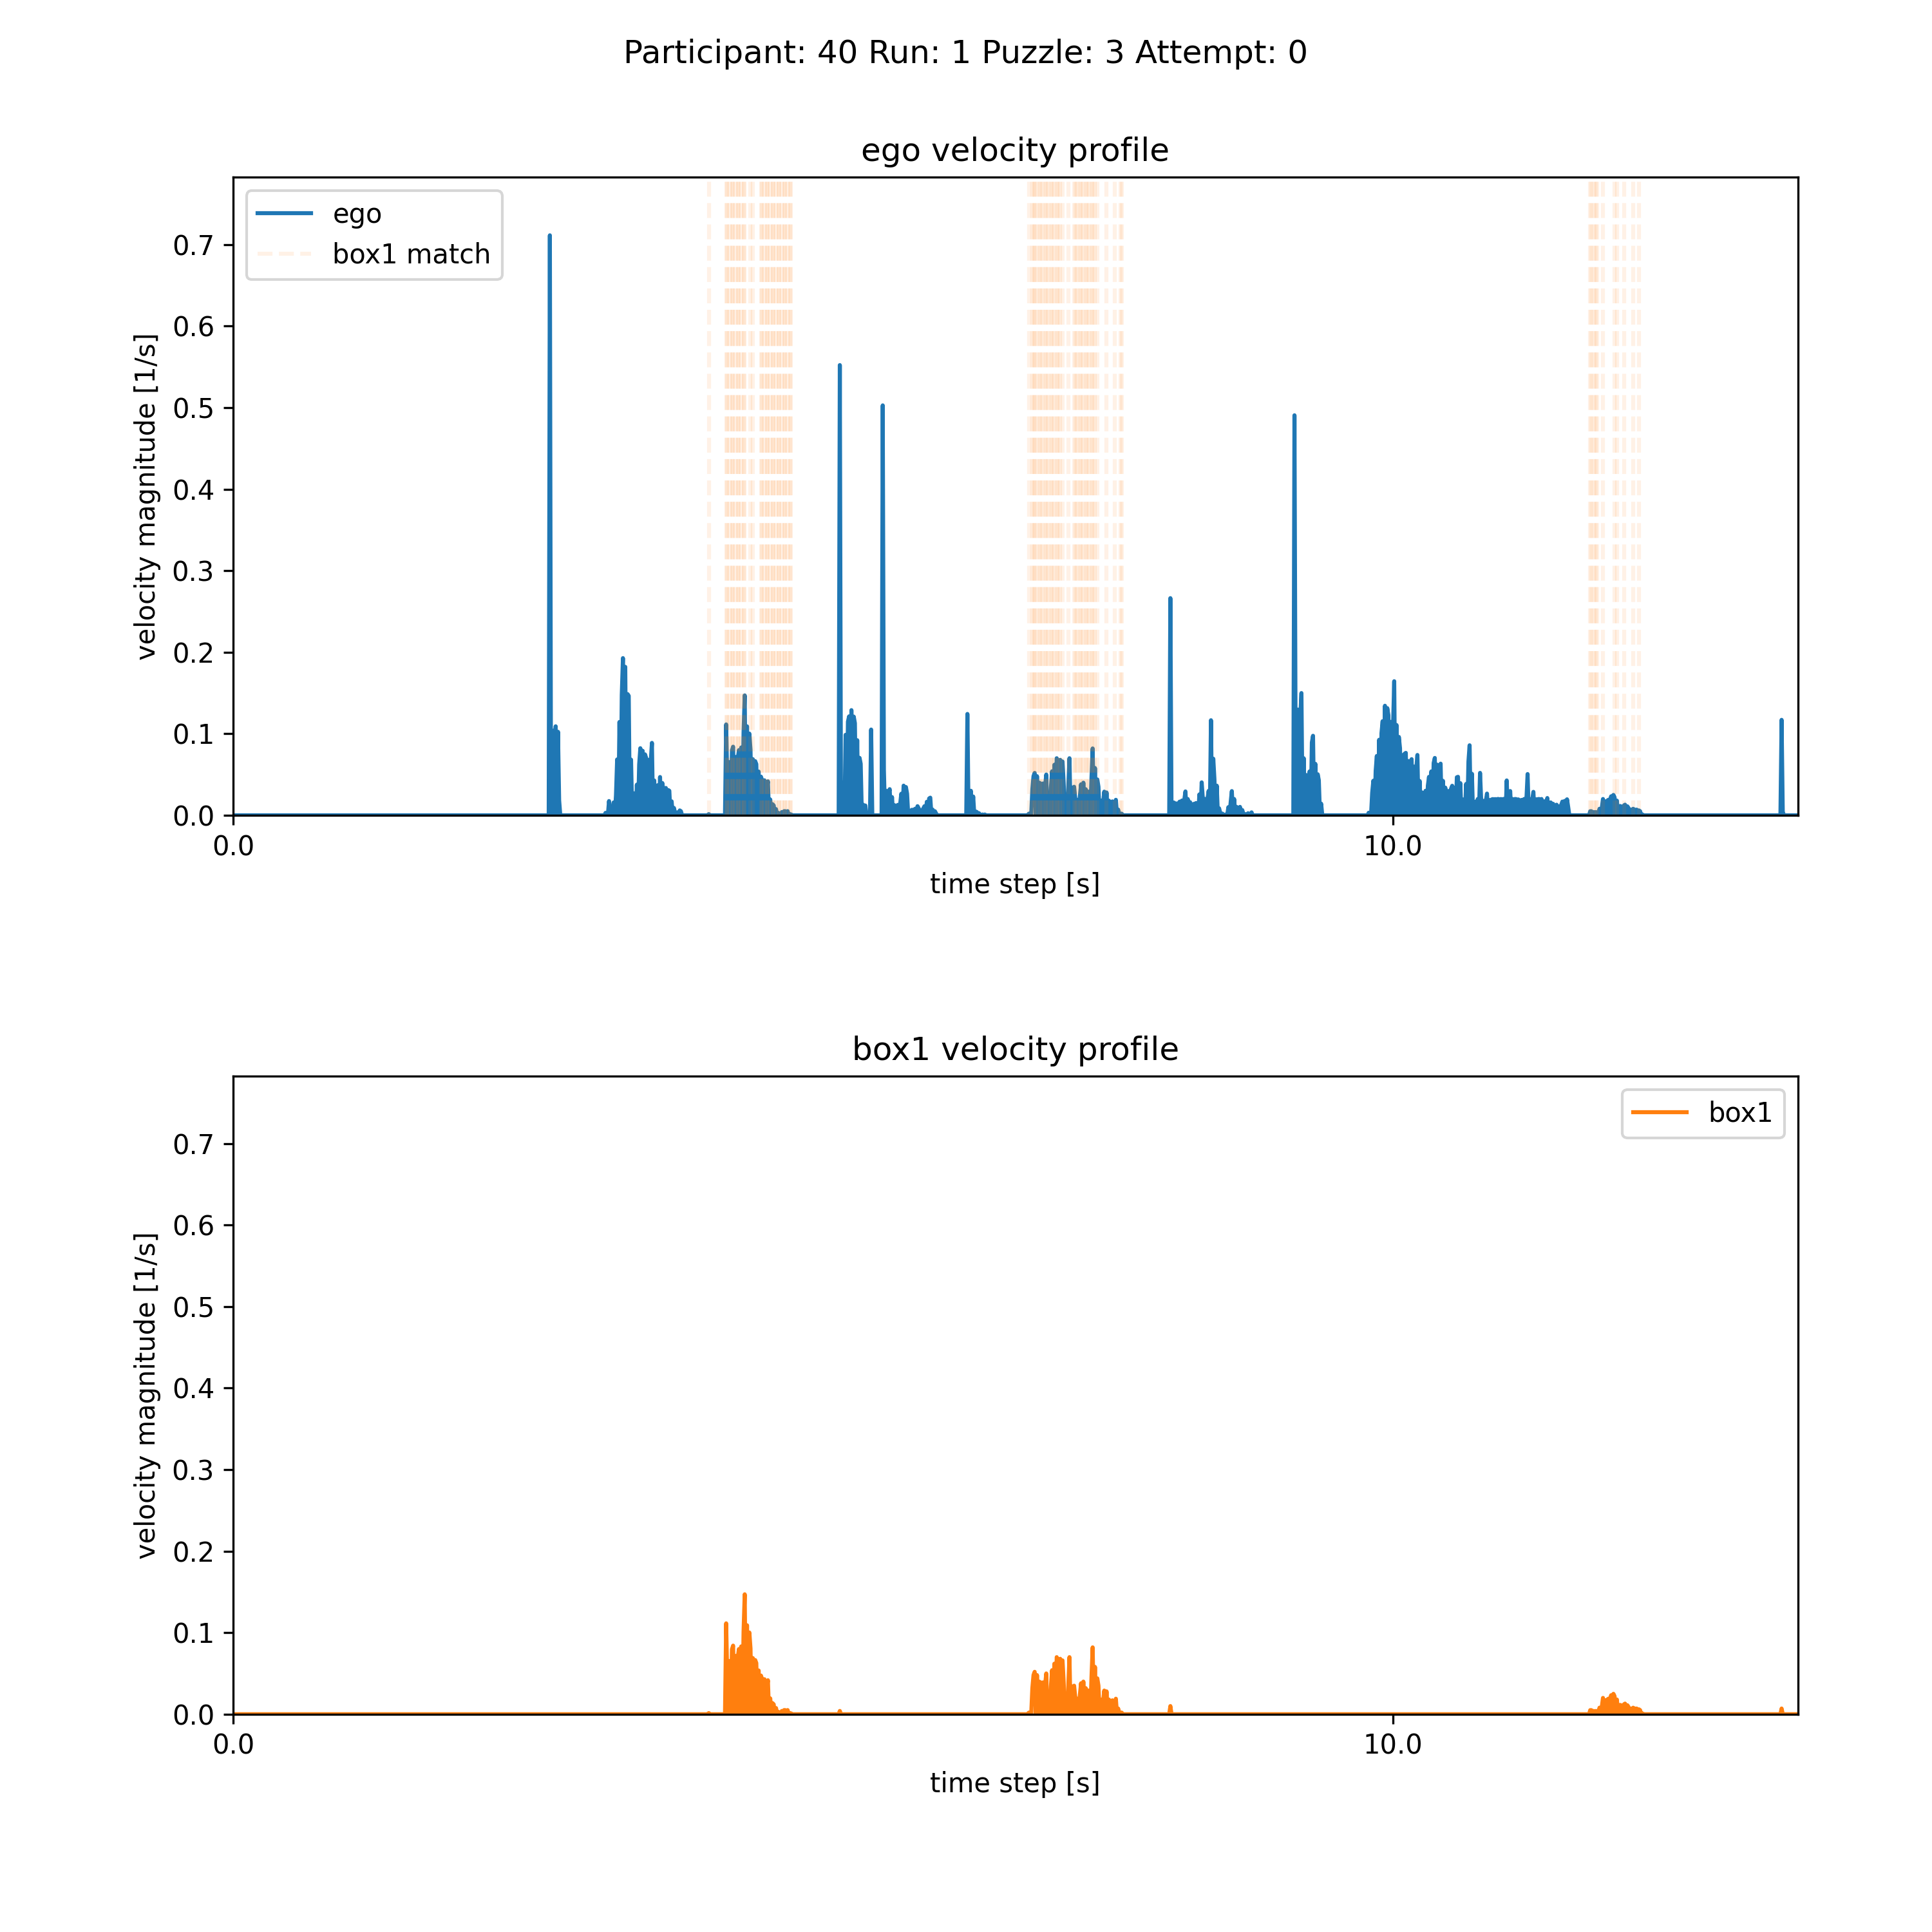 Participant: 40 Run: 1 Puzzle: 3 Attempt: 0
ego velocity profile
ego
box1 match
velocity magnitude [1/s]
0.7
0.6
0.5
0.4
0.3
0.2
0.1
0.0
0.0 10.0
time step [s]
box1 velocity profile
box1
velocity magnitude [1/s]
0.7
0.6
0.5
0.4
0.3
0.2
0.1
0.0
0.0 10.0
time step [s]